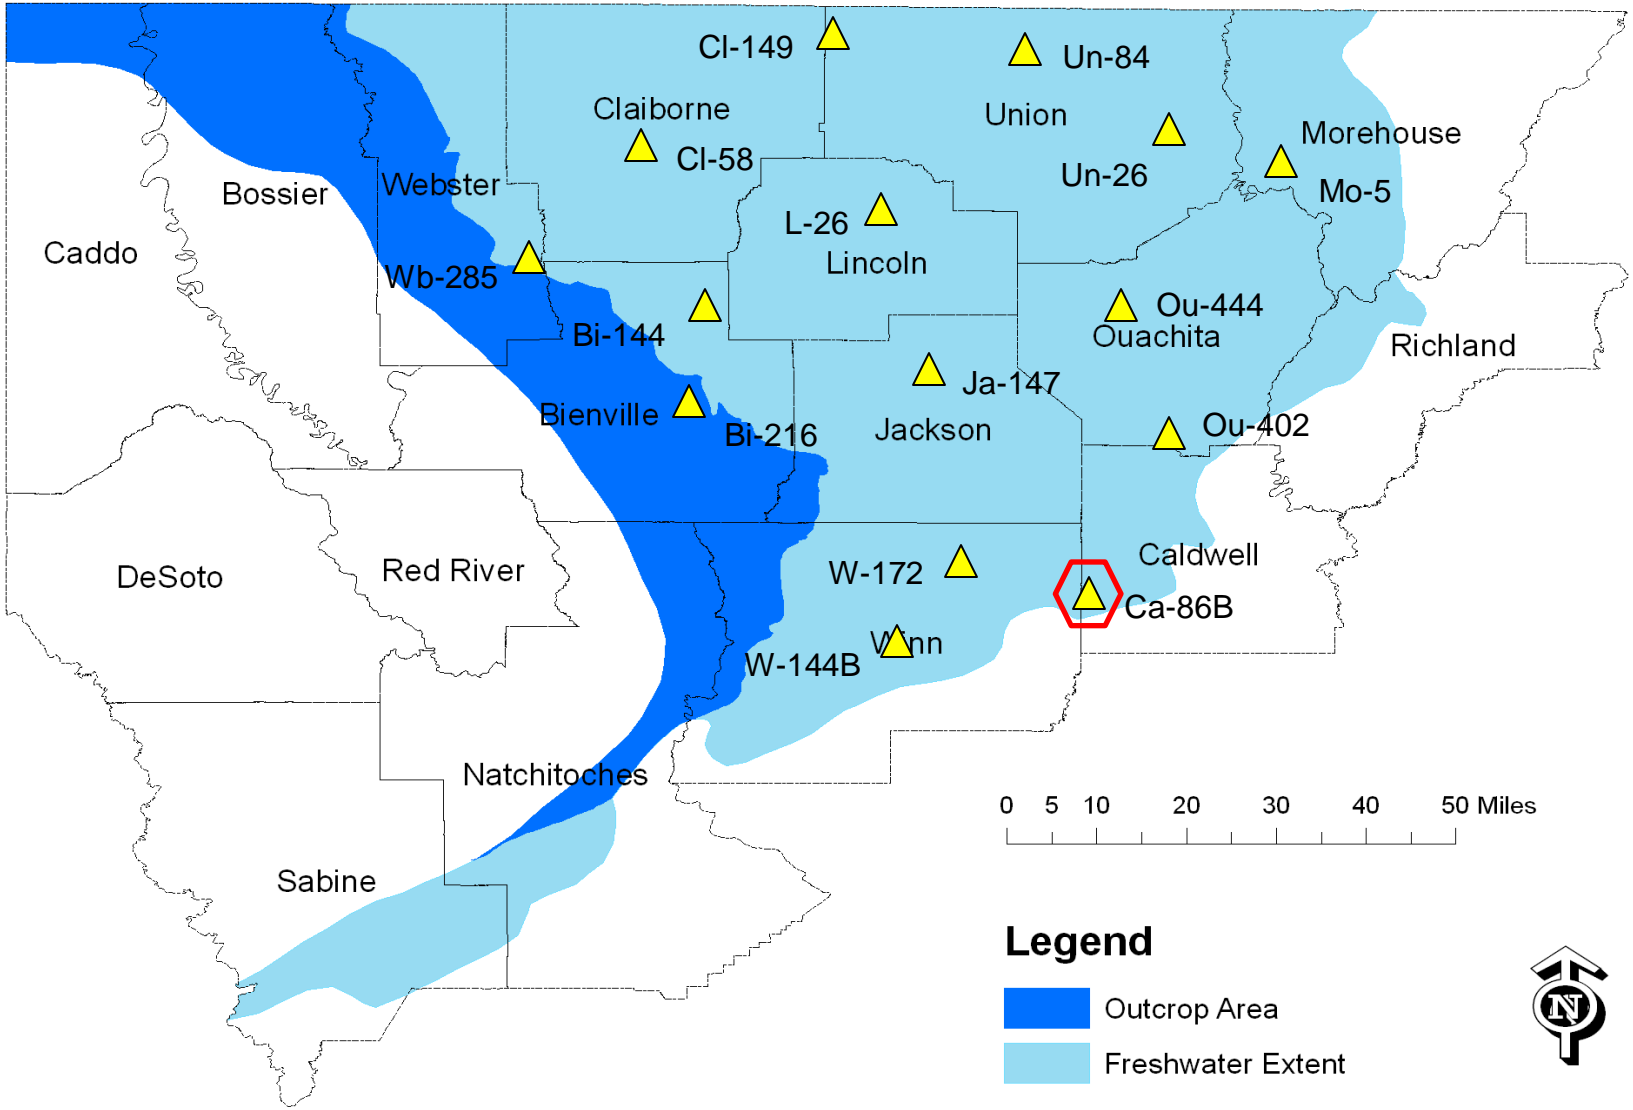 Cl-149
Un-84
Claiborne
Union
Morehouse
Cl-58
Un-26
Webster
Mo-5
Bossier
L-26
Caddo
Lincoln
Wb-285
Ou-444
Bi-144
Ouachita
Richland
Ja-147
Bienville
Bi-216
Jackson
Ou-402
Caldwell
Red River
W-172
DeSoto
Ca-86B
Winn
W-144B
Natchitoches
0 5 10 20 30 40 50 Miles
Sabine
Legend
Outcrop Area
N
Freshwater Extent